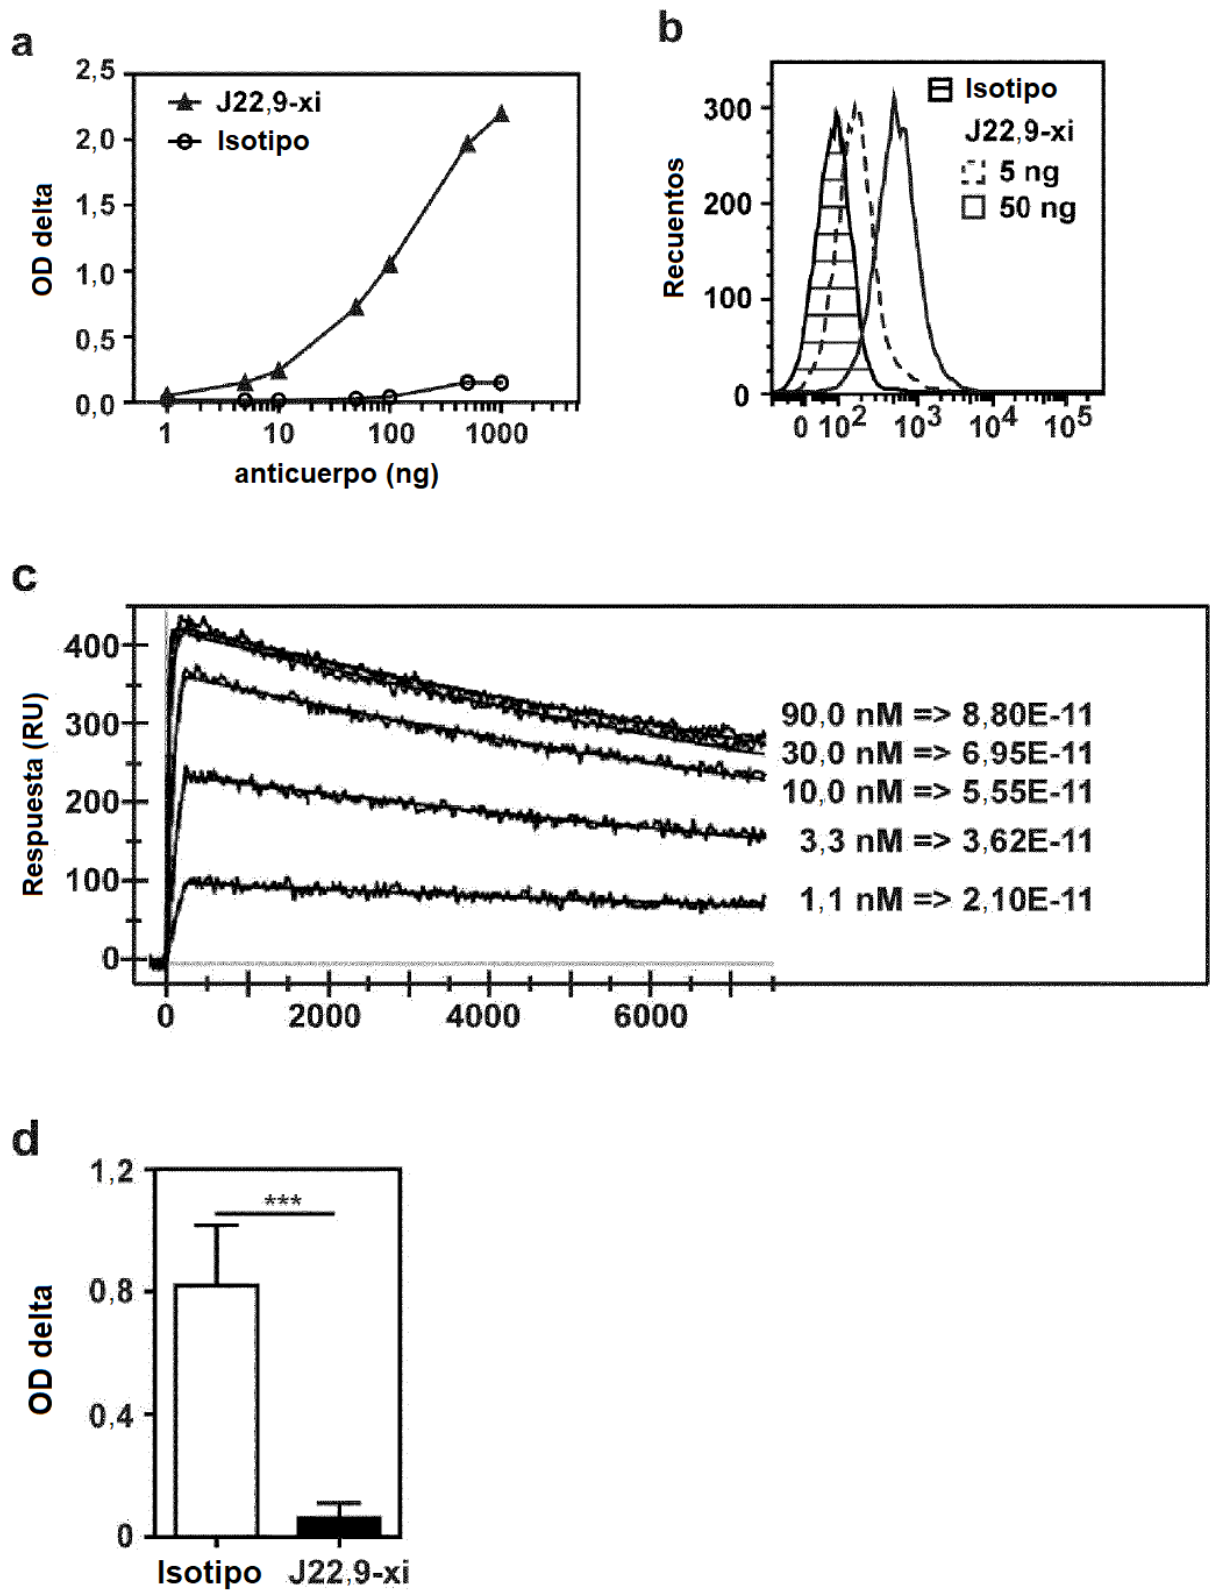 a
2,5
2,0
1,5
1,0
0,5
0,0
OD delta
J22,9-xi
Isotipo
1 10 100 1000
anticuerpo (ng)
b
300
200
100
0
Recuentos
Isotipo
J22,9-xi
5 ng
50 ng
0 10² 10³ 10⁴ 10⁵
c
400
300
200
100
0
Respuesta (RU)
90,0 nM => 8,80E-11
30,0 nM => 6,95E-11
10,0 nM => 5,55E-11
3,3 nM => 3,62E-11
1,1 nM => 2,10E-11
0 2000 4000 6000
d
1,2
0,8
0,4
0
OD delta
***
Isotipo J22,9-xi